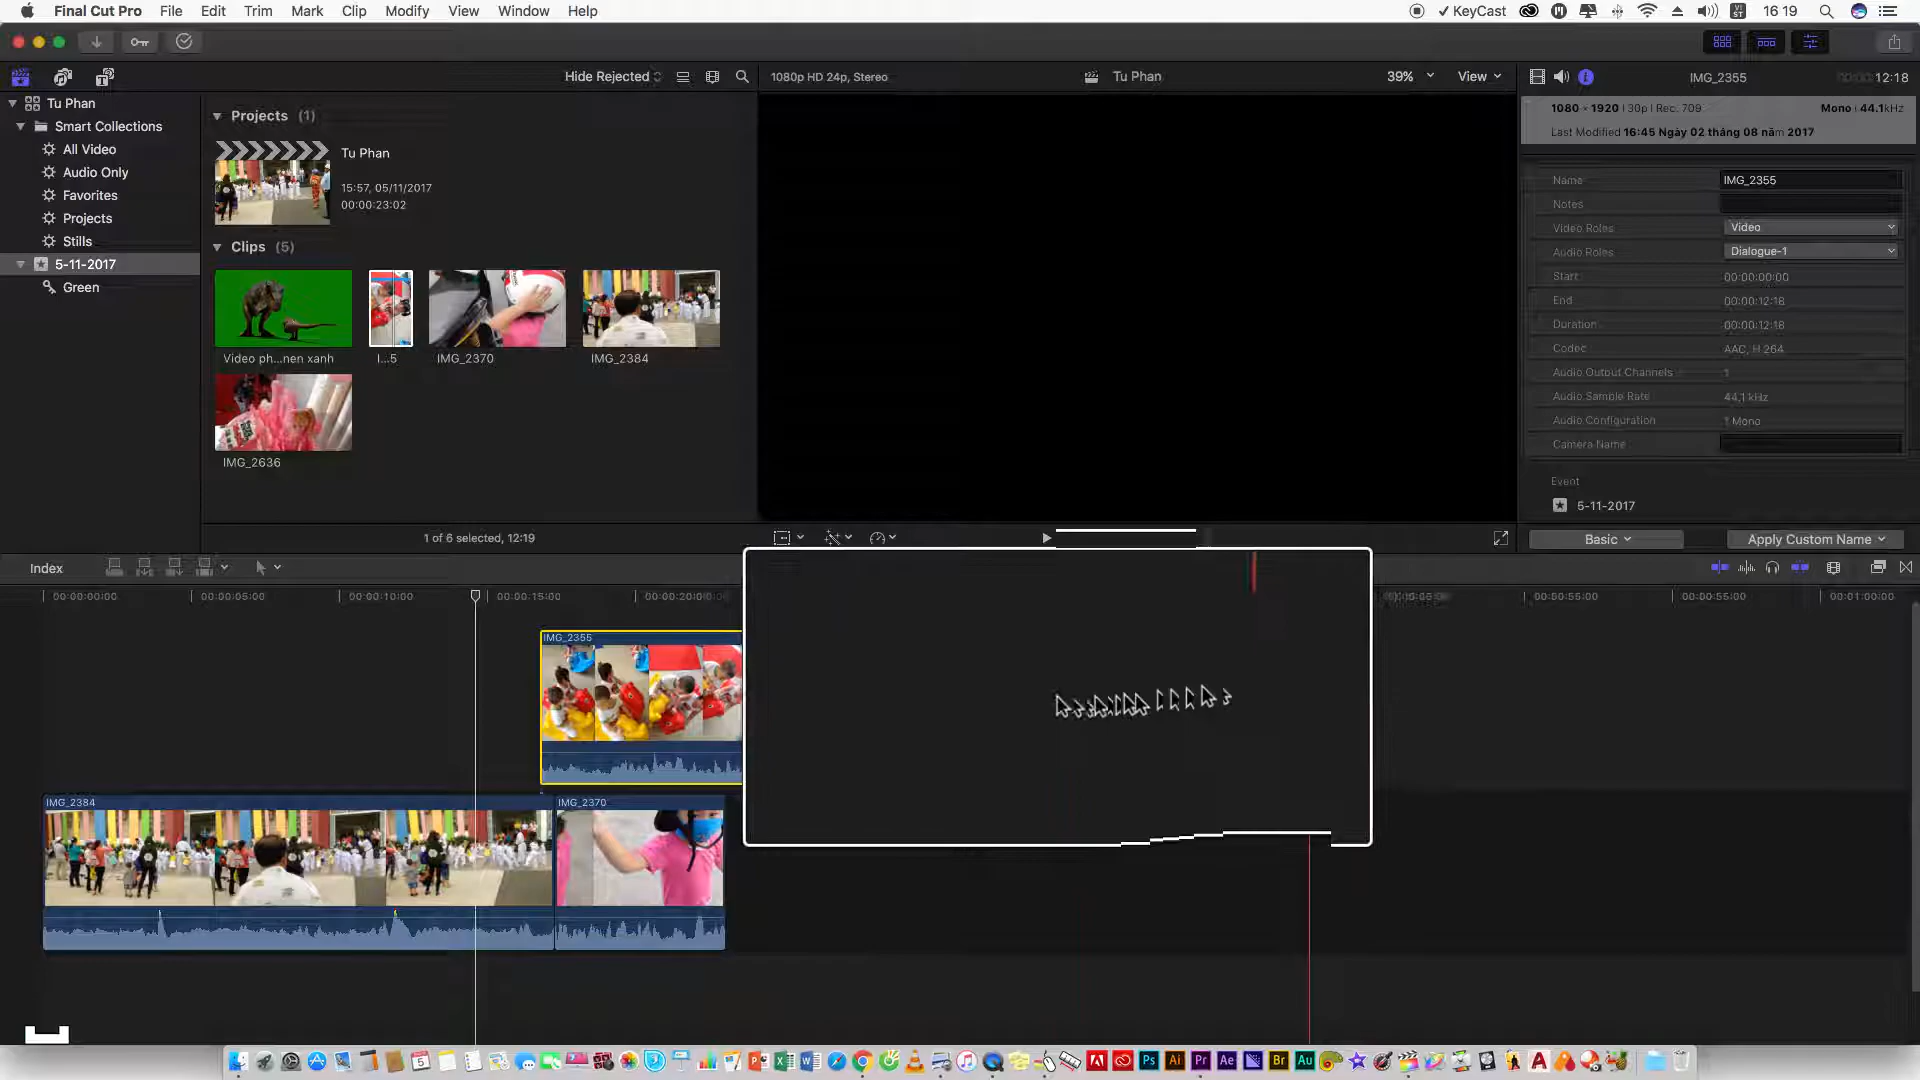 Final Cut Pro File Edit Trim Mark Clip Modify View Window Help
KeyCast 16 19
Hide Rejected
1080p HD 24p, Stereo
Tu Phan
39%
View
IMG_2355
12:18
Tu Phan
Smart Collections
All Video
Audio Only
Favorites
Projects
Stills
5-11-2017
Green
Projects (1)
Tu Phan
15:57, 05/11/2017
00:00:23:02
Clips (5)
Video ph...nen xanh
I...5
IMG_2370
IMG_2384
IMG_2636
1 of 6 selected, 12:19
1080 × 1920 | 30p | Rec. 709
Mono | 44.1kHz
Last Modified 16:45 Ngày 02 tháng 08 năm 2017
Name IMG_2355
Notes
Video Roles Video
Audio Roles Dialogue-1
Start 00:00:00:00
End 00:00:12:18
Duration 00:00:12:18
Codec AAC, H 264
Audio Output Channels 1
Audio Sample Rate 44,1 kHz
Audio Configuration 1 Mono
Camera Name
Event
5-11-2017
Basic
Apply Custom Name
Index
00:00:00:00 00:00:05:00 00:00:10:00 00:00:15:00 00:00:55:00 00:00:55:00 00:01:00:00
IMG_2355
IMG_2384
IMG_2370